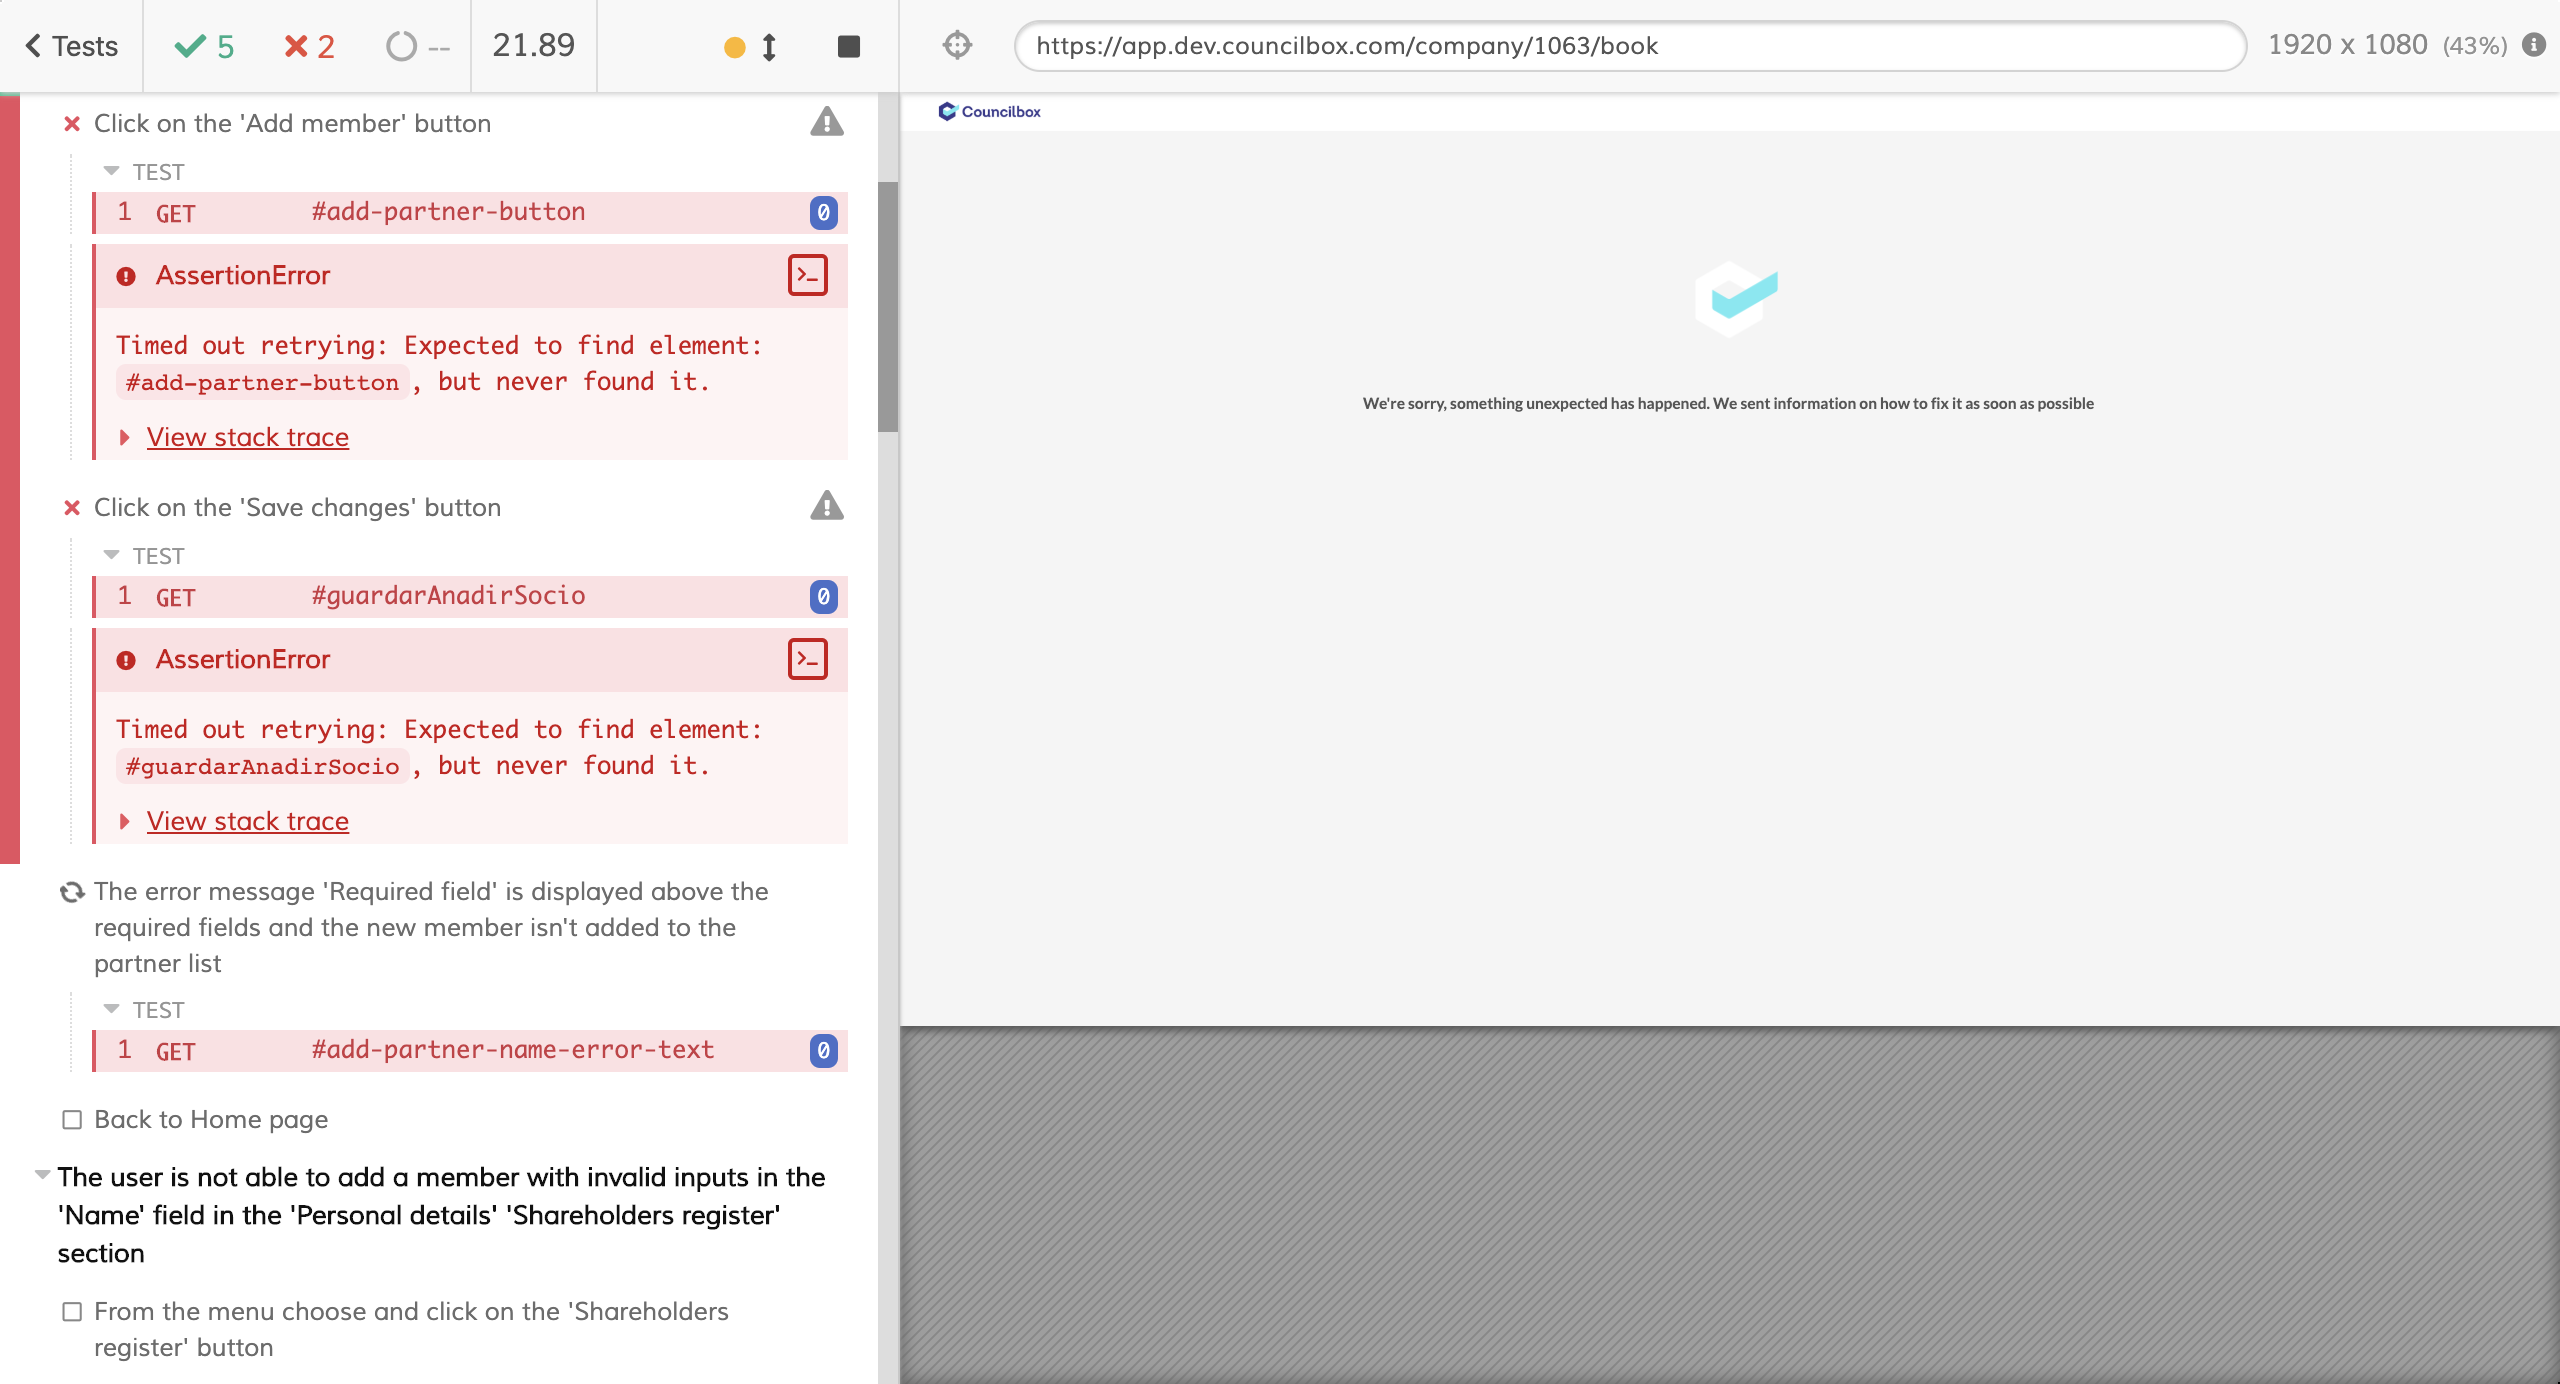 Tests
5
2
--
21.89
https://app.dev.councilbox.com/company/1063/book
1920 x 1080 (43%)
Click on the 'Add member' button
TEST
1 GET #add-partner-button 0
AssertionError
Timed out retrying: Expected to find element:
#add-partner-button, but never found it.
View stack trace
Click on the 'Save changes' button
TEST
1 GET #guardarAnadirSocio 0
AssertionError
Timed out retrying: Expected to find element:
#guardarAnadirSocio, but never found it.
View stack trace
The error message 'Required field' is displayed above the
required fields and the new member isn't added to the
partner list
TEST
1 GET #add-partner-name-error-text 0
Back to Home page
The user is not able to add a member with invalid inputs in the
'Name' field in the 'Personal details' 'Shareholders register'
section
From the menu choose and click on the 'Shareholders
register' button
Councilbox
We're sorry, something unexpected has happened. We sent information on how to fix it as soon as possible